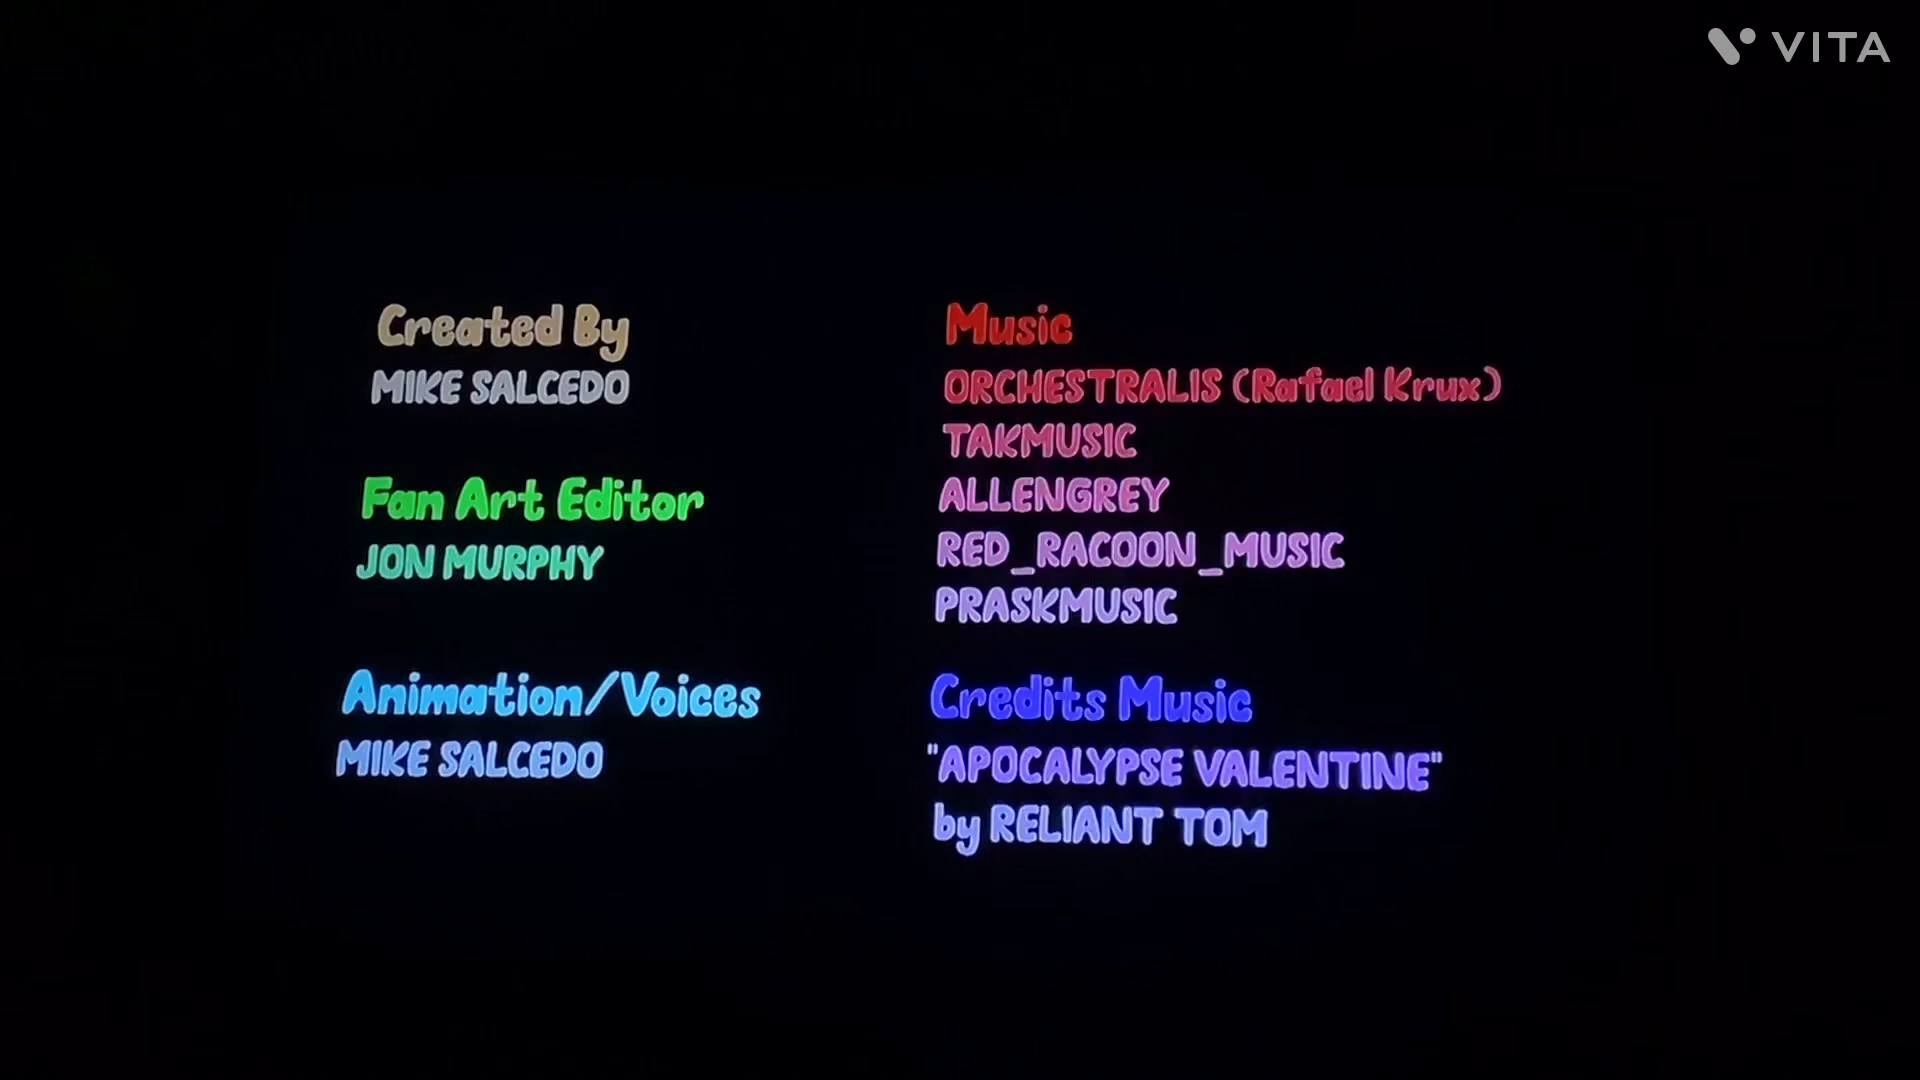 VITA
Created By
MIKE SALCEDO
Fan Art Editor
JON MURPHY
Animation/Voices
MIKE SALCEDO
Music
ORCHESTRALIS (Rafael Krux)
TAKMUSIC
ALLENGREY
RED_RACOON_MUSIC
PRASKMUSIC
Credits Music
"APOCALYPSE VALENTINE"
by RELIANT TOM